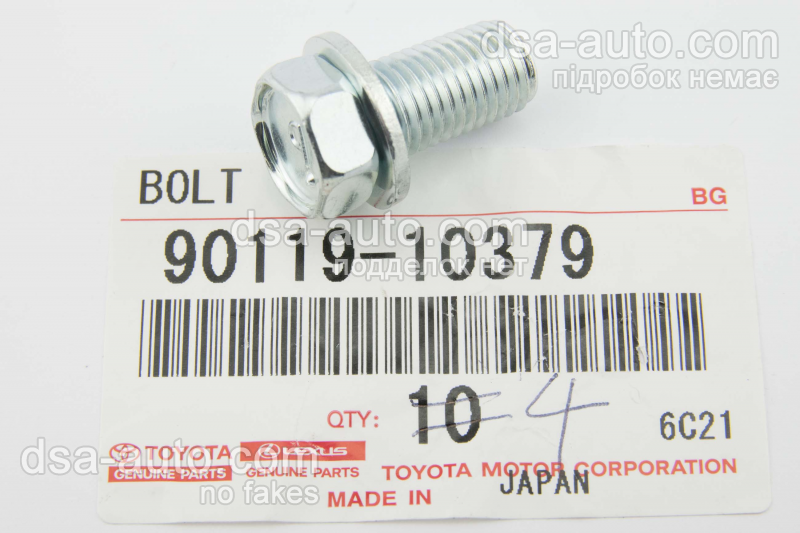 dsa-auto.com
підробок немає
BOLT
BG
dsa-auto.com
90119-10379
подделок нет
QTY: 10 4
6C21
TOYOTA LEXUS
dsa-auto.com
GENUINE PARTS GENUINE PARTS TOYOTA MOTOR CORPORATION
no fakes
MADE IN JAPAN